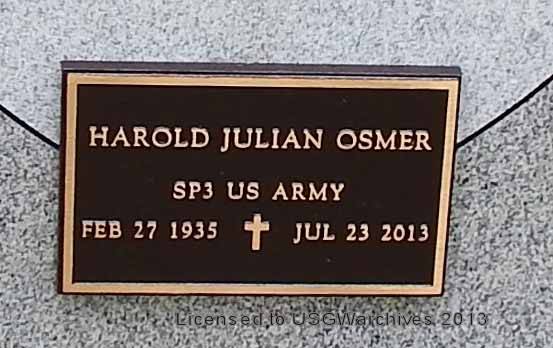 HAROLD JULIAN OSMER
SP3 US ARMY
FEB 27 1935 JUL 23 2013
Licensed to USGWarchives 2013